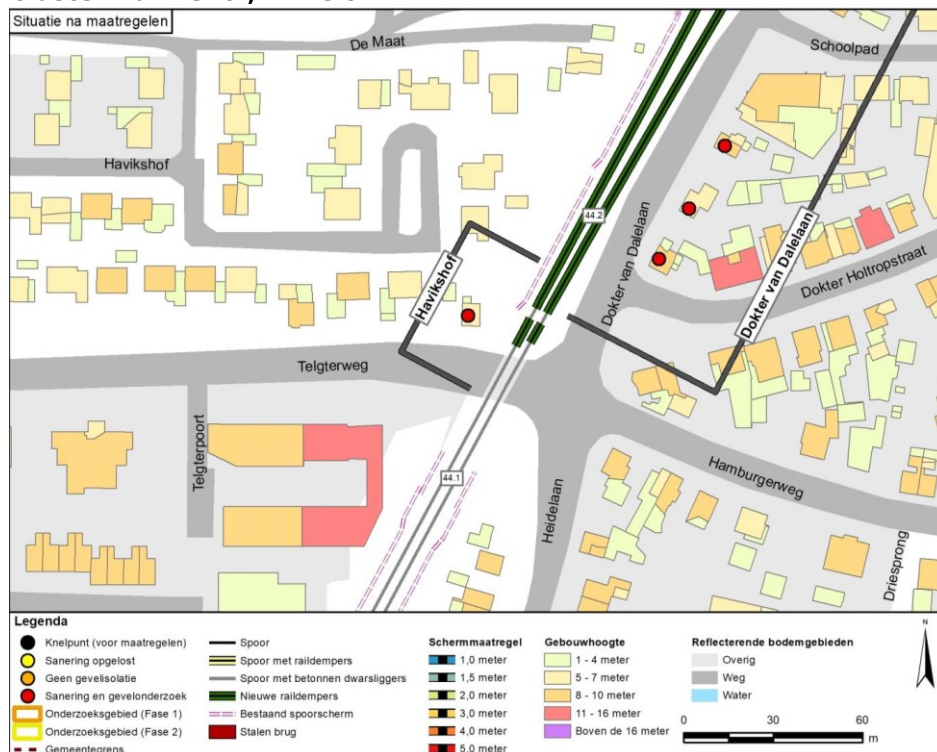 Situatie na maatregelen
De Maat
Schoolpad
Havikshof
44.2
Dokter van Dalelaan
Dokter van Dalelaan
Dokter Holtropstraat
Havikshof
Telgterweg
Telgterpoort
44.1
Heidelaan
Hamburgerweg
Driesprong
Legenda
Knelpunt (voor maatregelen)
Sanering opgelost
Geen gevelisolatie
Sanering en gevelonderzoek
Onderzoeksgebied (Fase 1)
Onderzoeksgebied (Fase 2)
Gemeentegrens
Spoor
Spoor met raildempers
Spoor met betonnen dwarsliggers
Nieuwe raildempers
Bestaand spoorscherm
Stalen brug
Schermmaatregel
1,0 meter
1,5 meter
2,0 meter
3,0 meter
4,0 meter
5,0 meter
Gebouwhoogte
1 - 4 meter
5 - 7 meter
8 - 10 meter
11 - 16 meter
Boven de 16 meter
Reflecterende bodemgebieden
Overig
Weg
Water
N
0 30 60
m